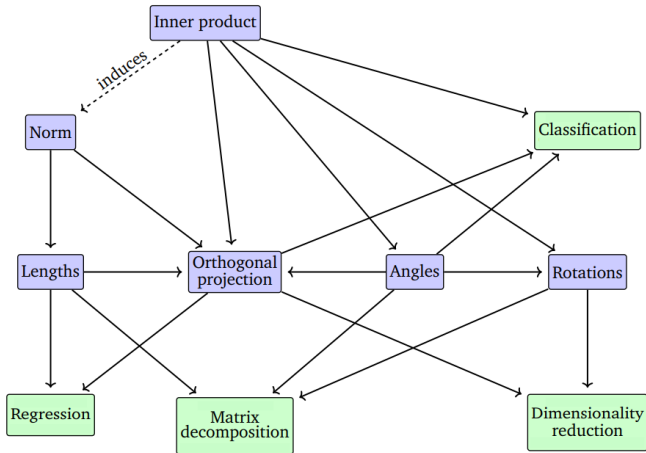 Inner product
induces
Norm
Classification
Lengths
Orthogonal
projection
Angles
Rotations
Regression
Matrix
decomposition
Dimensionality
reduction